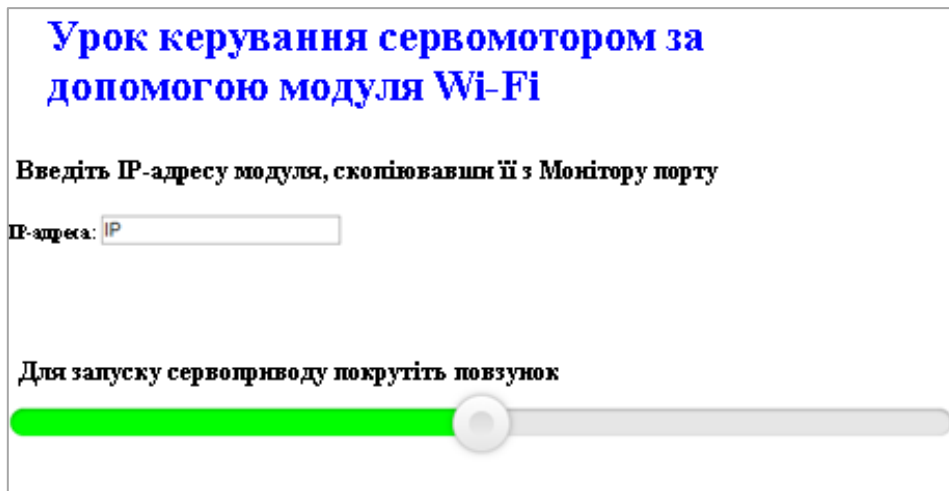 Урок керування сервомотором за
допомогою модуля Wi-Fi
Введіть IP-адресу модуля, скопіювавши її з Монітору порту
IP-адреса: IP
Для запуску сервоприводу покрутіть повзунок